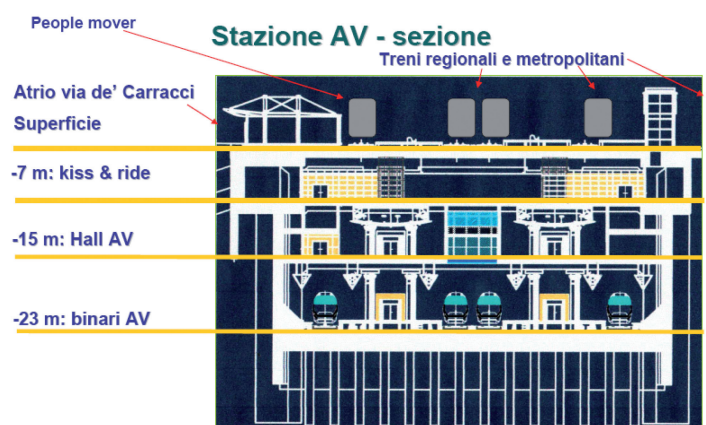 People mover
Stazione AV - sezione
Treni regionali e metropolitani
Atrio via de’ Carracci
Superficie
-7 m: kiss & ride
-15 m: Hall AV
-23 m: binari AV